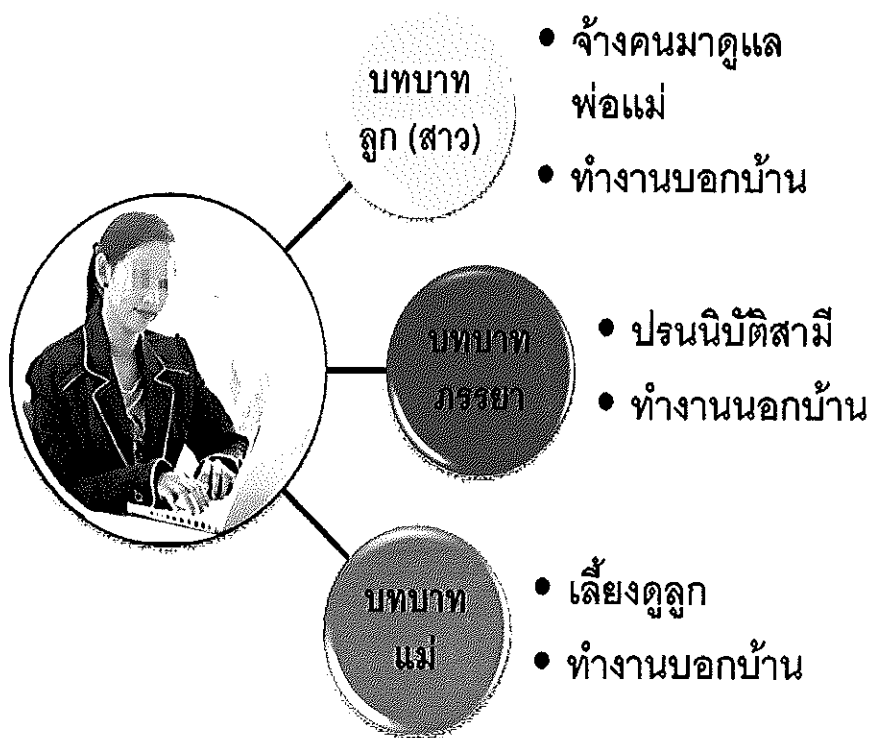 บทบาท
ลูก (สาว)
• จ้างคนมาดูแล
พ่อแม่
• ทำงานบอกบ้าน
บทบาท
ภรรยา
• ปรนนิบัติสามี
• ทำงานนอกบ้าน
บทบาท
แม่
• เลี้ยงดูลูก
• ทำงานบอกบ้าน